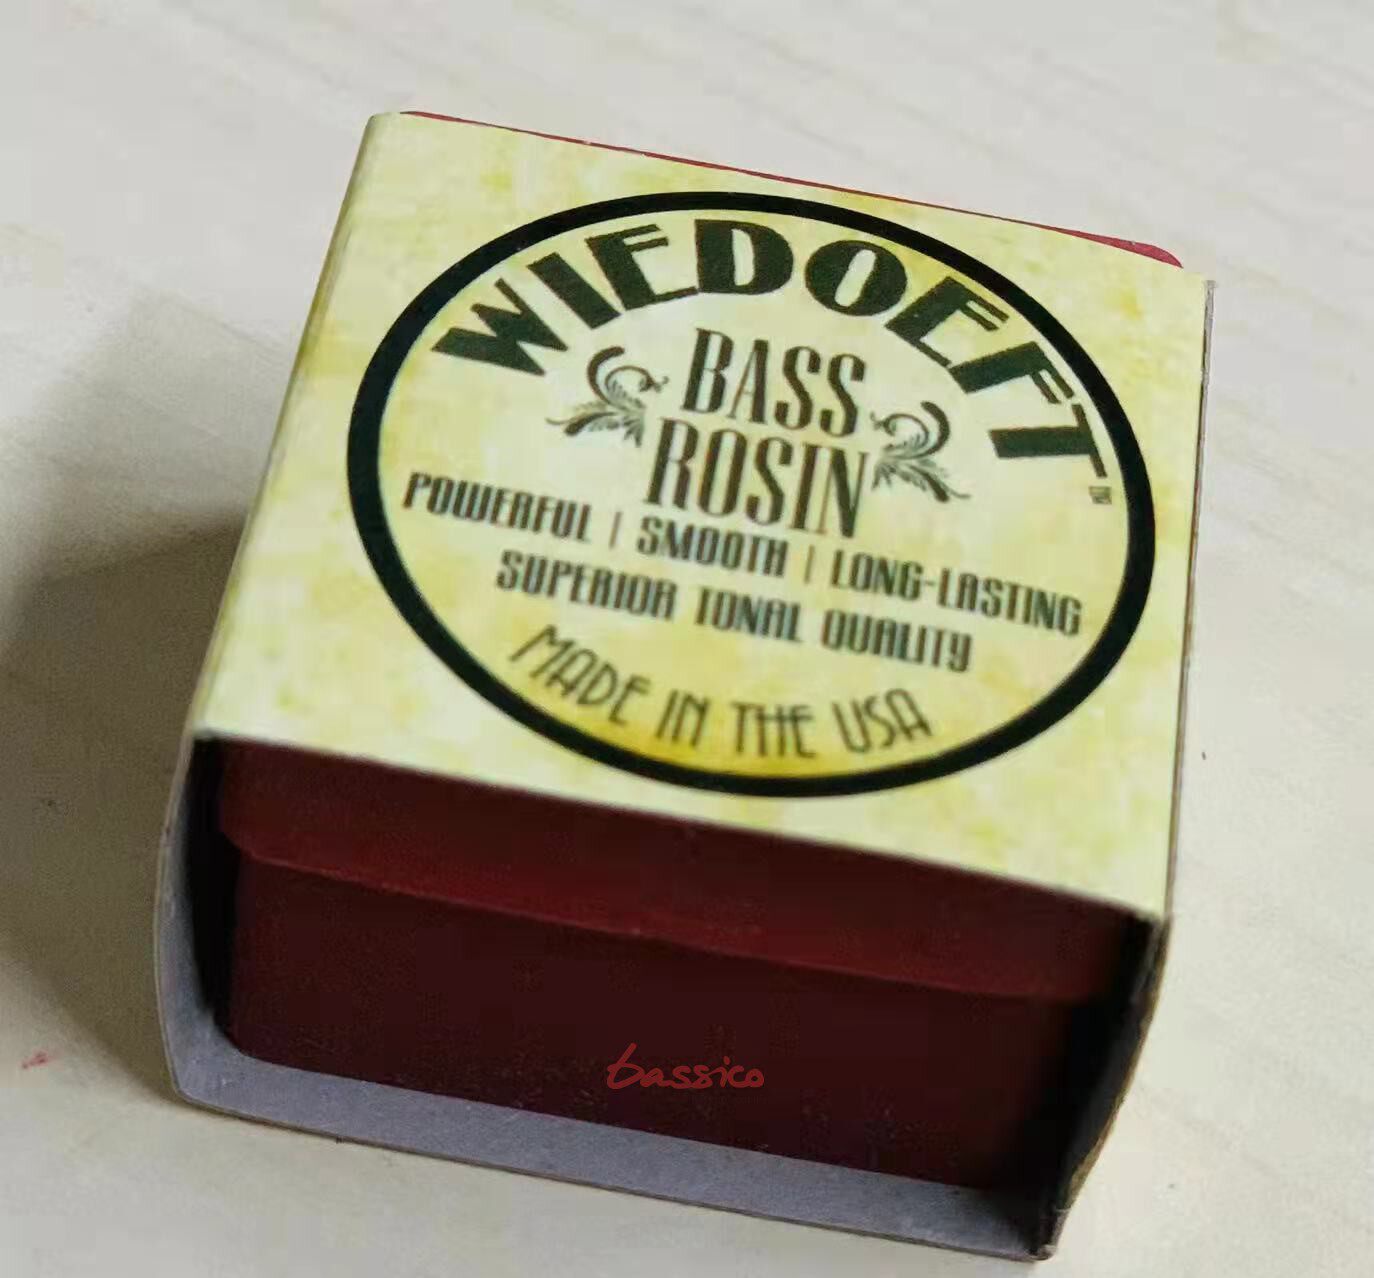 WIEDOEFT
BASS
ROSIN
POWERFUL | SMOOTH | LONG-LASTING
SUPERIOR TONAL QUALITY
MADE IN THE USA
bassico